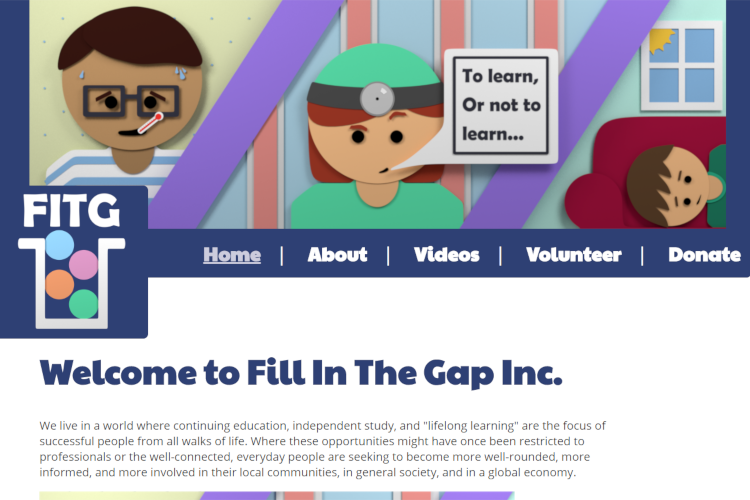 To learn,
Or not to
learn...
FITG
Home | About | Videos | Volunteer | Donate
Welcome to Fill In The Gap Inc.
We live in a world where continuing education, independent study, and "lifelong learning" are the focus of
successful people from all walks of life. Where these opportunities might have once been restricted to
professionals or the well-connected, everyday people are seeking to become more well-rounded, more
informed, and more involved in their local communities, in general society, and in a global economy.